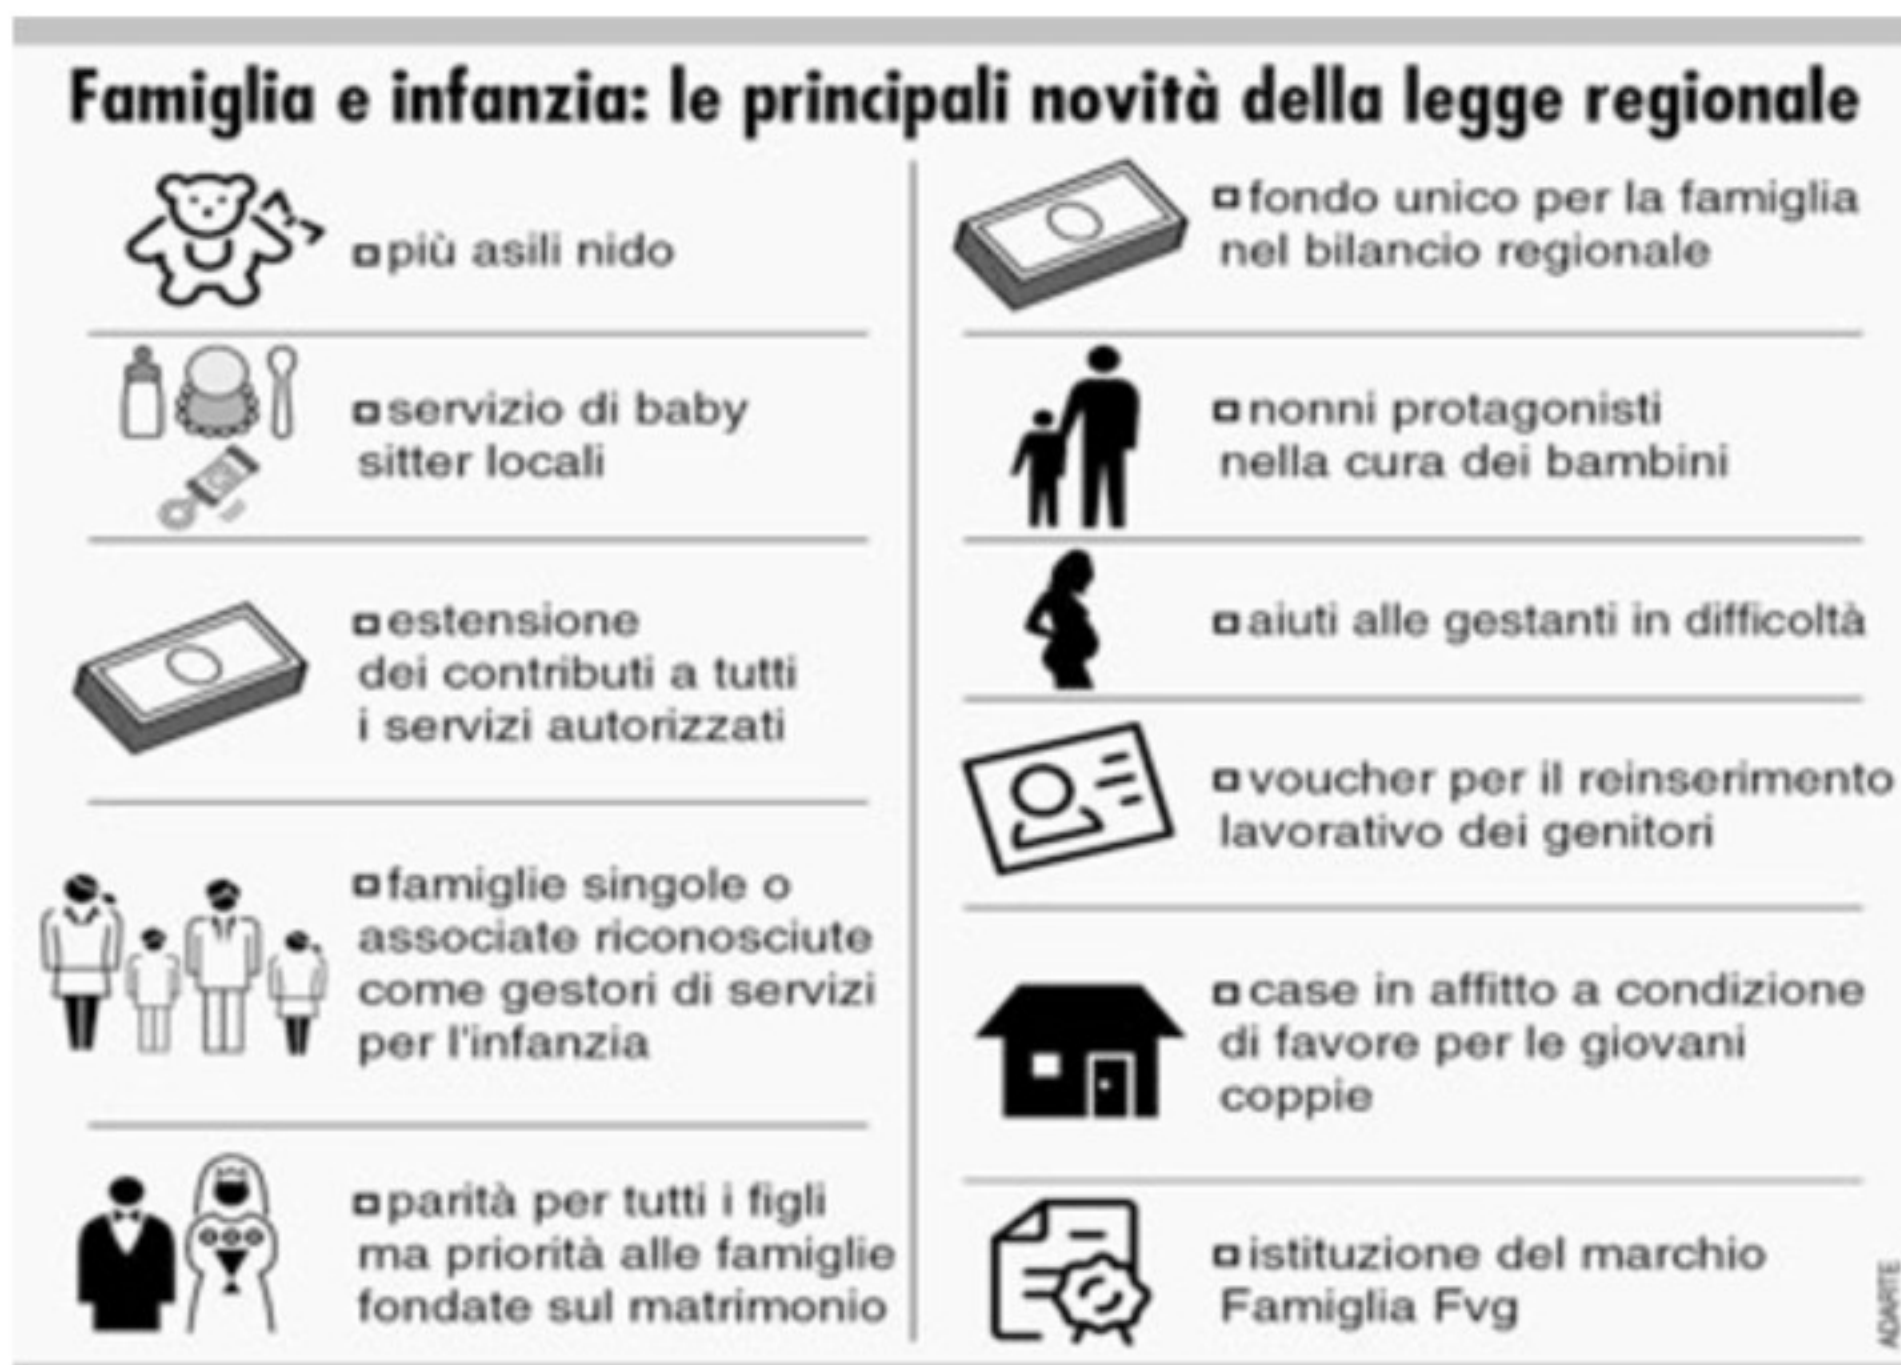 Famiglia e infanzia: le principali novità della legge regionale
più asili nido
servizio di baby
sitter locali
estensione
dei contributi a tutti
i servizi autorizzati
famiglie singole o
associate riconosciute
come gestori di servizi
per l'infanzia
parità per tutti i figli
ma priorità alle famiglie
fondate sul matrimonio
fondo unico per la famiglia
nel bilancio regionale
nonni protagonisti
nella cura dei bambini
aiuti alle gestanti in difficoltà
voucher per il reinserimento
lavorativo dei genitori
case in affitto a condizione
di favore per le giovani
coppie
istituzione del marchio
Famiglia Fvg
ADARTE